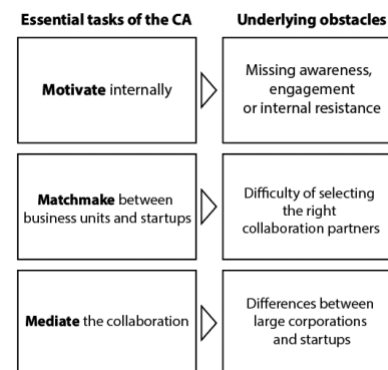 Essential tasks of the CA
Underlying obstacles
Motivate internally
Missing awareness,
engagement
or internal resistance
Matchmake between
business units and startups
Difficulty of selecting
the right
collaboration partners
Mediate the collaboration
Differences between
large corporations
and startups